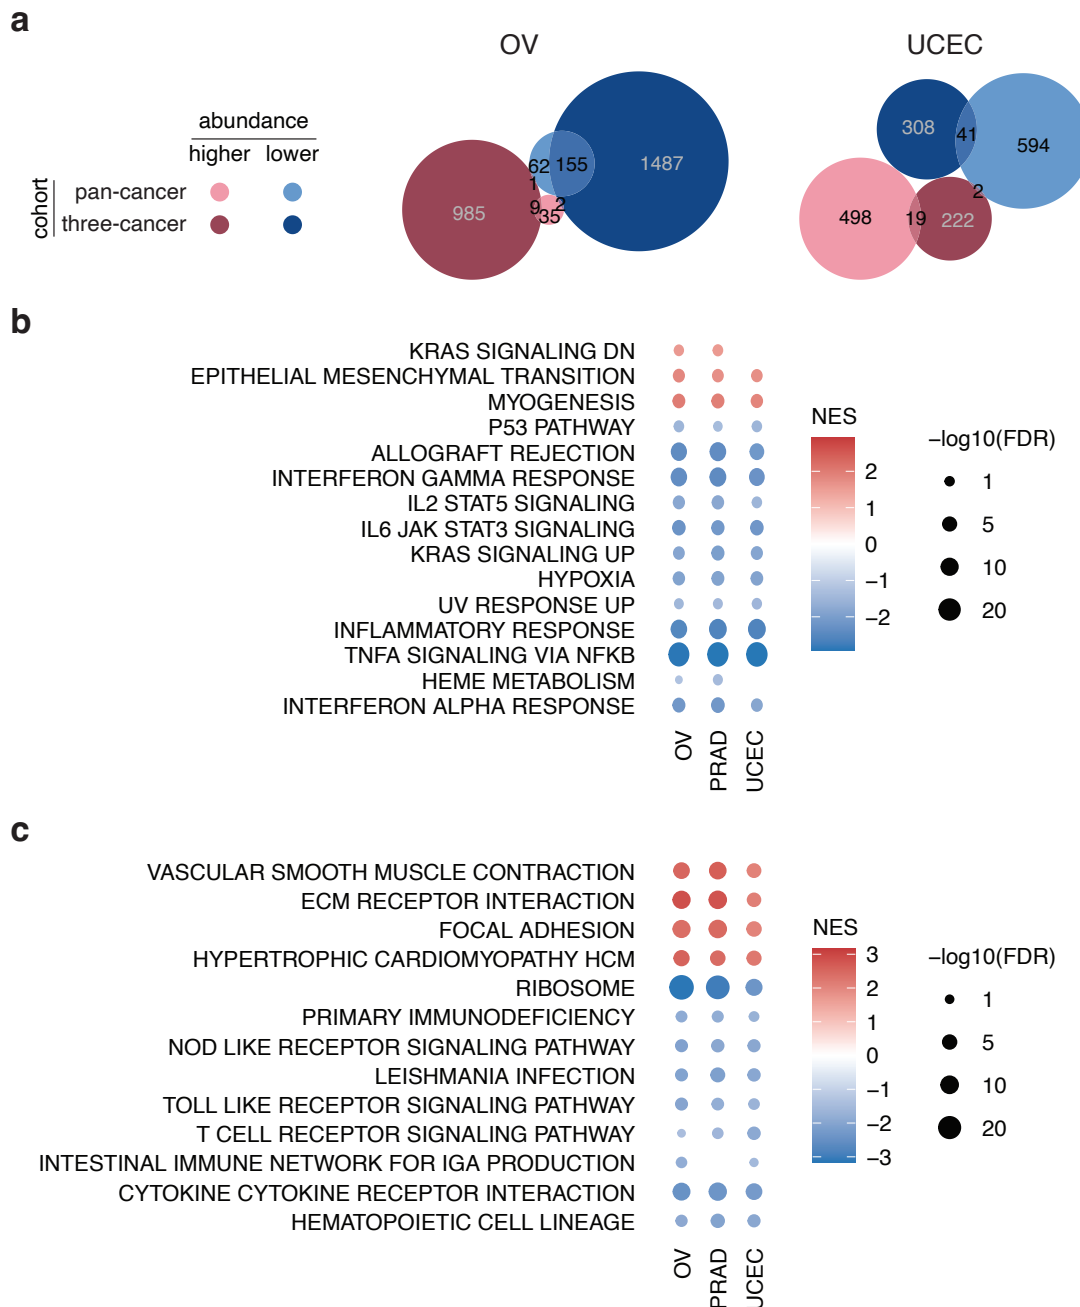 a
OV
UCEC
abundance
higher lower
cohort
pan-cancer
three-cancer
985
62
155
1487
1
9
35
2
308
41
594
2
498
19
222
b
KRAS SIGNALING DN
EPITHELIAL MESENCHYMAL TRANSITION
MYOGENESIS
P53 PATHWAY
ALLOGRAFT REJECTION
INTERFERON GAMMA RESPONSE
IL2 STAT5 SIGNALING
IL6 JAK STAT3 SIGNALING
KRAS SIGNALING UP
HYPOXIA
UV RESPONSE UP
INFLAMMATORY RESPONSE
TNFA SIGNALING VIA NFKB
HEME METABOLISM
INTERFERON ALPHA RESPONSE
OV
PRAD
UCEC
NES
2
1
0
−1
−2
−log10(FDR)
1
5
10
20
c
VASCULAR SMOOTH MUSCLE CONTRACTION
ECM RECEPTOR INTERACTION
FOCAL ADHESION
HYPERTROPHIC CARDIOMYOPATHY HCM
RIBOSOME
PRIMARY IMMUNODEFICIENCY
NOD LIKE RECEPTOR SIGNALING PATHWAY
LEISHMANIA INFECTION
TOLL LIKE RECEPTOR SIGNALING PATHWAY
T CELL RECEPTOR SIGNALING PATHWAY
INTESTINAL IMMUNE NETWORK FOR IGA PRODUCTION
CYTOKINE CYTOKINE RECEPTOR INTERACTION
HEMATOPOIETIC CELL LINEAGE
OV
PRAD
UCEC
NES
3
2
1
0
−1
−2
−3
−log10(FDR)
1
5
10
20